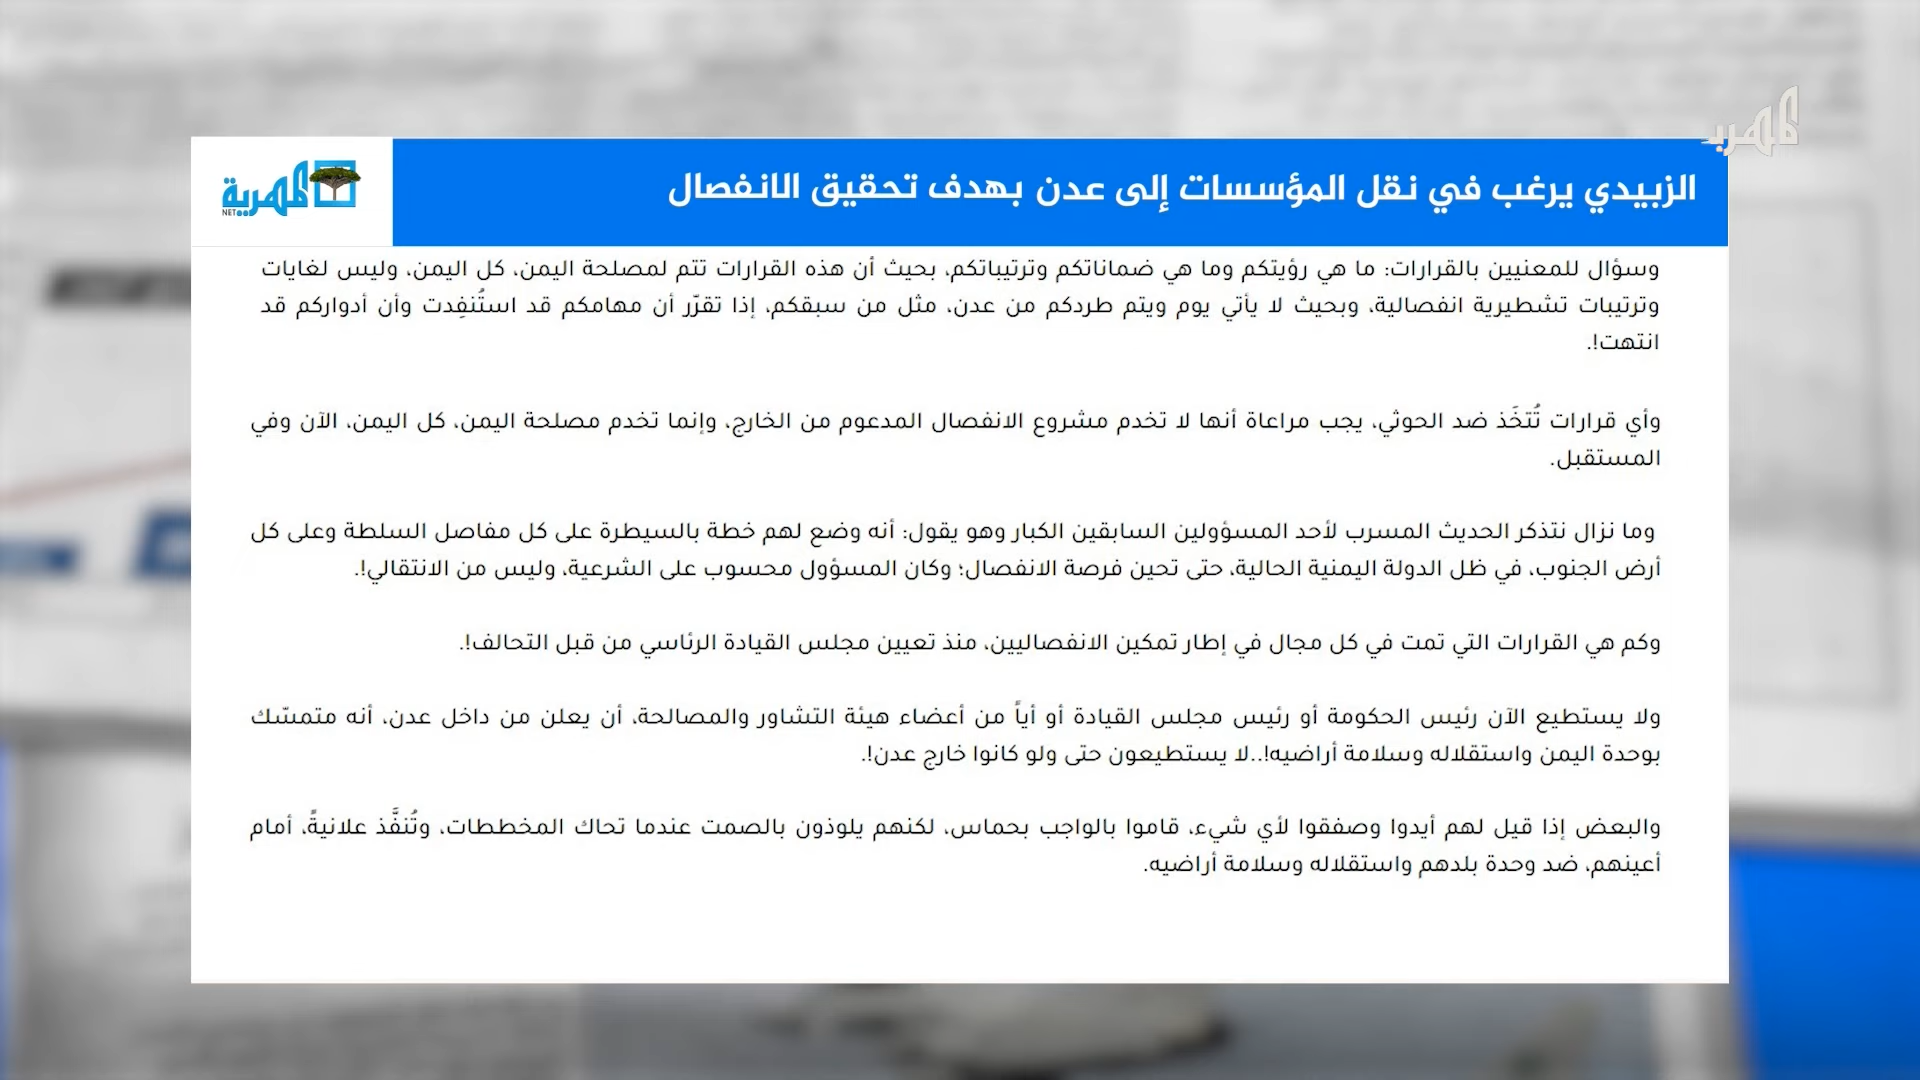 المهرية
الزبيدي يرغب في نقل المؤسسات إلى عدن بهدف تحقيق الانفصال
المهرية
NET
وسؤال للمعنيين بالقرارات: ما هي رؤيتكم وما هي ضماناتكم وترتيباتكم، بحيث أن هذه القرارات تتم لمصلحة اليمن، كل اليمن، وليس لغايات
وترتيبات تشطيرية انفصالية، وبحيث لا يأتي يوم ويتم طردكم من عدن، مثل من سبقكم، إذا تقرّر أن مهامكم قد استُنفِدت وأن أدواركم قد
انتهت!.
وأي قرارات تُتخَذ ضد الحوثي، يجب مراعاة أنها لا تخدم مشروع الانفصال المدعوم من الخارج، وإنما تخدم مصلحة اليمن، كل اليمن، الآن وفي
المستقبل.
وما نزال نتذكر الحديث المسرب لأحد المسؤولين السابقين الكبار وهو يقول: أنه وضع لهم خطة بالسيطرة على كل مفاصل السلطة وعلى كل
أرض الجنوب، في ظل الدولة اليمنية الحالية، حتى تحين فرصة الانفصال؛ وكان المسؤول محسوب على الشرعية، وليس من الانتقالي!.
وكم هي القرارات التي تمت في كل مجال في إطار تمكين الانفصاليين، منذ تعيين مجلس القيادة الرئاسي من قبل التحالف!.
ولا يستطيع الآن رئيس الحكومة أو رئيس مجلس القيادة أو أياً من أعضاء هيئة التشاور والمصالحة، أن يعلن من داخل عدن، أنه متمسّك
بوحدة اليمن واستقلاله وسلامة أراضيه!..لا يستطيعون حتى ولو كانوا خارج عدن!.
والبعض إذا قيل لهم أيدوا وصفقوا لأي شيء، قاموا بالواجب بحماس، لكنهم يلوذون بالصمت عندما تحاك المخططات، وتُنفَّذ علانيةً، أمام
أعينهم، ضد وحدة بلدهم واستقلاله وسلامة أراضيه.